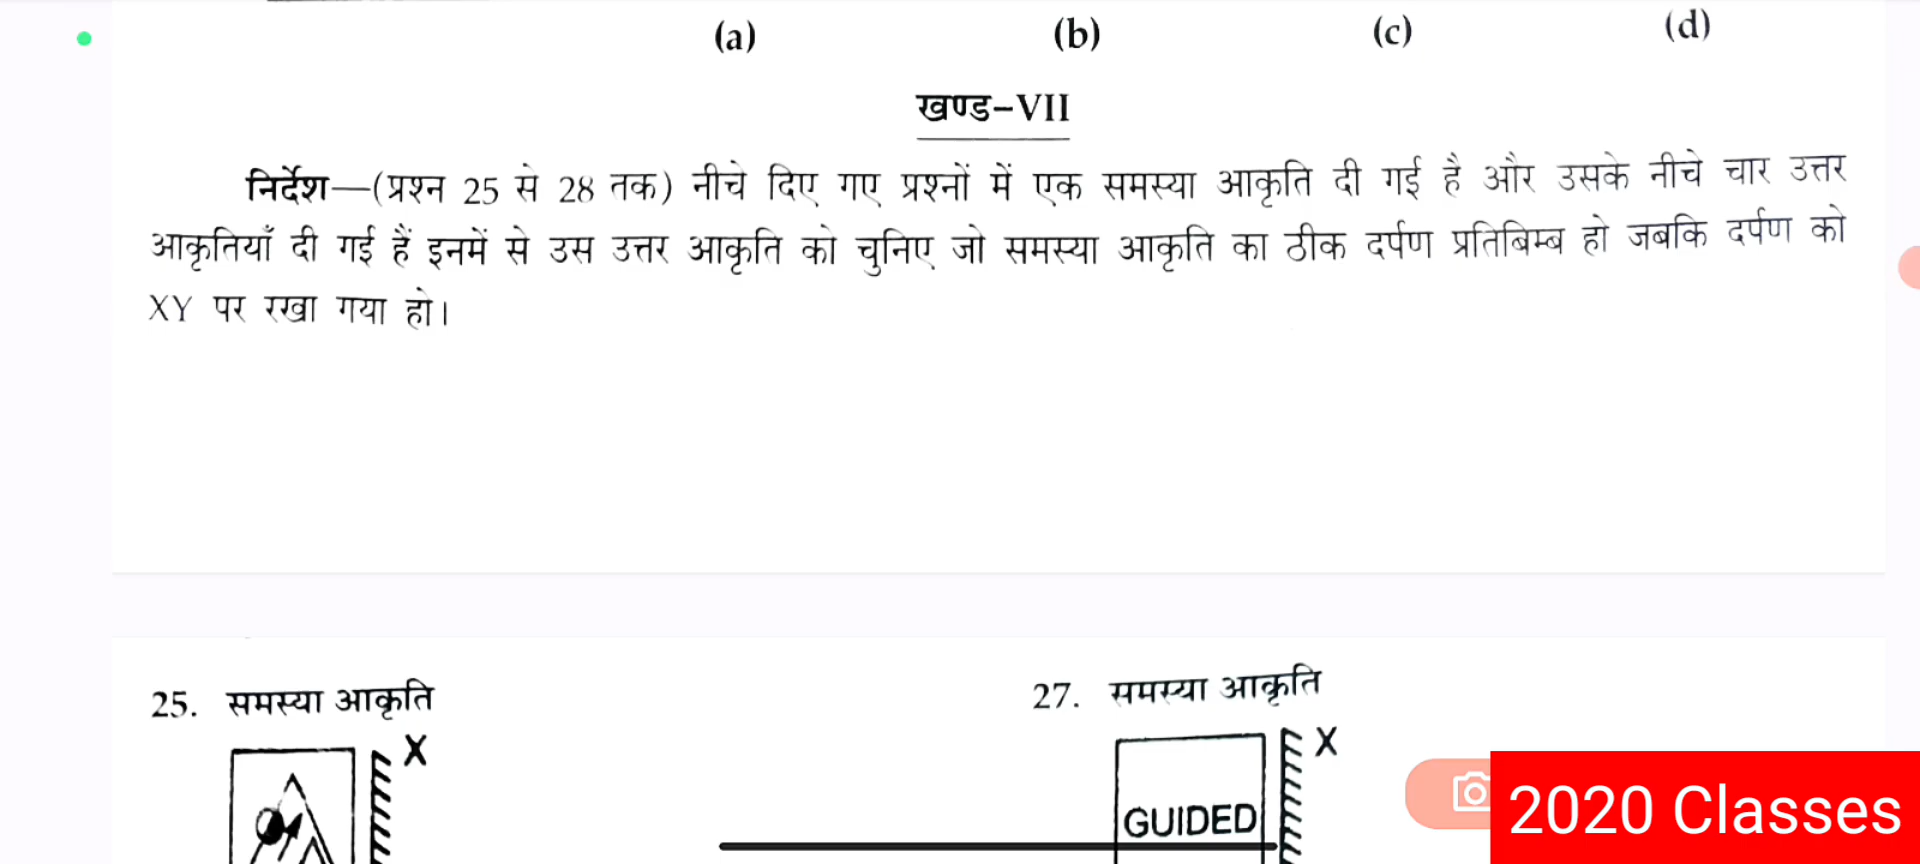 (a) (b) (c) (d)
खण्ड–VII
निर्देश—(प्रश्न 25 से 28 तक) नीचे दिए गए प्रश्नों में एक समस्या आकृति दी गई है और उसके नीचे चार उत्तर
आकृतियाँ दी गई हैं इनमें से उस उत्तर आकृति को चुनिए जो समस्या आकृति का ठीक दर्पण प्रतिबिम्ब हो जबकि दर्पण को
XY पर रखा गया हो।
25. समस्या आकृति
X
27. समस्या आकृति
X
GUIDED
2020 Classes